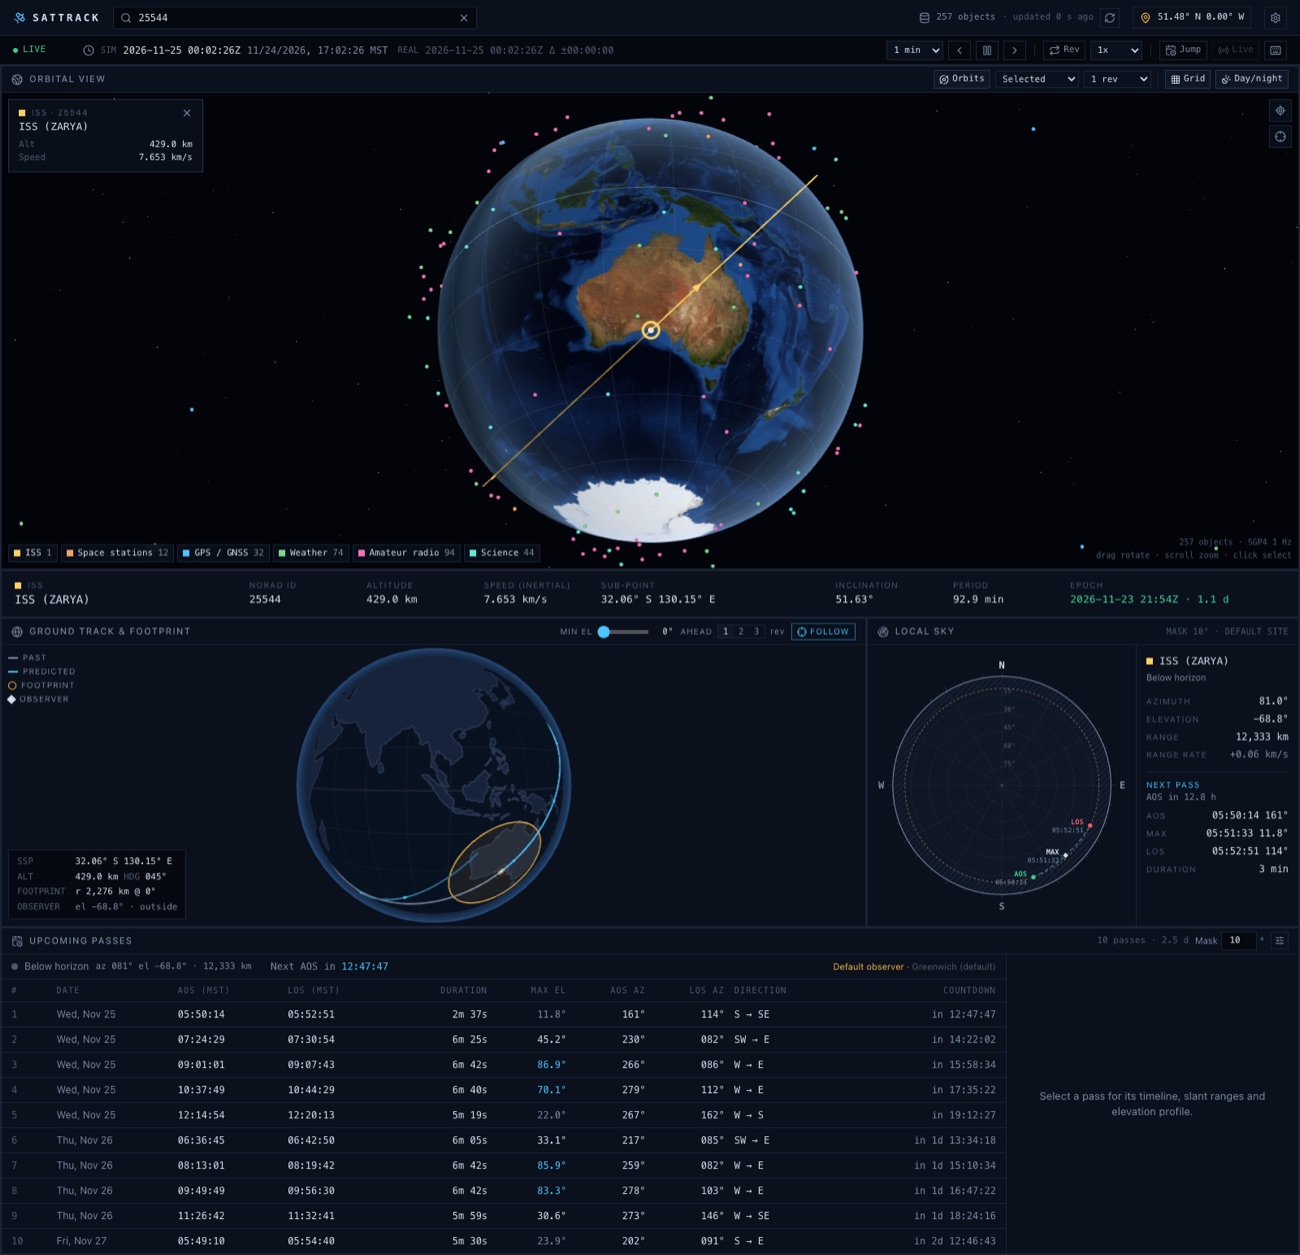 SATTRACK
25544
257 objects · updated 0 s ago
51.48° N 0.00° W
LIVE
SIM 2026-11-25 00:02:26Z 11/24/2026, 17:02:26 MST REAL 2026-11-25 00:02:26Z Δ ±00:00:00
1 min
Rev
1x
Jump
Live
ORBITAL VIEW
Orbits
Selected
1 rev
Grid
Day/night
ISS · 25544
ISS (ZARYA)
Alt 429.0 km
Speed 7.653 km/s
ISS 1
Space stations 12
GPS / GNSS 32
Weather 74
Amateur radio 94
Science 44
257 objects · SGP4 1 Hz
drag rotate · scroll zoom · click select
ISS
ISS (ZARYA)
NORAD ID
25544
ALTITUDE
429.0 km
SPEED (INERTIAL)
7.653 km/s
SUB-POINT
32.06° S 130.15° E
INCLINATION
51.63°
PERIOD
92.9 min
EPOCH
2026-11-23 21:54Z · 1.1 d
GROUND TRACK & FOOTPRINT
MIN EL 0° AHEAD 1 2 3 rev FOLLOW
PAST
PREDICTED
FOOTPRINT
OBSERVER
SSP 32.06° S 130.15° E
ALT 429.0 km HDG 045°
FOOTPRINT r 2,276 km @ 0°
OBSERVER el -68.8° · outside
LOCAL SKY
MASK 10° · DEFAULT SITE
N
30°
45°
60°
75°
W
E
LOS
05:52:51
MAX
05:51:33
AOS
05:50:14
S
ISS (ZARYA)
Below horizon
AZIMUTH 81.0°
ELEVATION -68.8°
RANGE 12,333 km
RANGE RATE +0.06 km/s
NEXT PASS
AOS in 12.8 h
AOS 05:50:14 161°
MAX 05:51:33 11.8°
LOS 05:52:51 114°
DURATION 3 min
UPCOMING PASSES
10 passes · 2.5 d Mask 10 °
Below horizon az 081° el -68.8° · 12,333 km Next AOS in 12:47:47
Default observer · Greenwich (default)
# DATE AOS (MST) LOS (MST) DURATION MAX EL AOS AZ LOS AZ DIRECTION COUNTDOWN
1 Wed, Nov 25 05:50:14 05:52:51 2m 37s 11.8° 161° 114° S → SE in 12:47:47
2 Wed, Nov 25 07:24:29 07:30:54 6m 25s 45.2° 230° 082° SW → E in 14:22:02
3 Wed, Nov 25 09:01:01 09:07:43 6m 42s 86.9° 266° 086° W → E in 15:58:34
4 Wed, Nov 25 10:37:49 10:44:29 6m 40s 70.1° 279° 112° W → E in 17:35:22
5 Wed, Nov 25 12:14:54 12:20:13 5m 19s 22.0° 267° 162° W → S in 19:12:27
6 Thu, Nov 26 06:36:45 06:42:50 6m 05s 33.1° 217° 085° SW → E in 1d 13:34:18
7 Thu, Nov 26 08:13:01 08:19:42 6m 42s 85.9° 259° 082° W → E in 1d 15:10:34
8 Thu, Nov 26 09:49:49 09:56:30 6m 42s 83.3° 278° 103° W → E in 1d 16:47:22
9 Thu, Nov 26 11:26:42 11:32:41 5m 59s 30.6° 273° 146° W → SE in 1d 18:24:16
10 Fri, Nov 27 05:49:10 05:54:40 5m 30s 23.9° 202° 091° S → E in 2d 12:46:43
Select a pass for its timeline, slant ranges and
elevation profile.